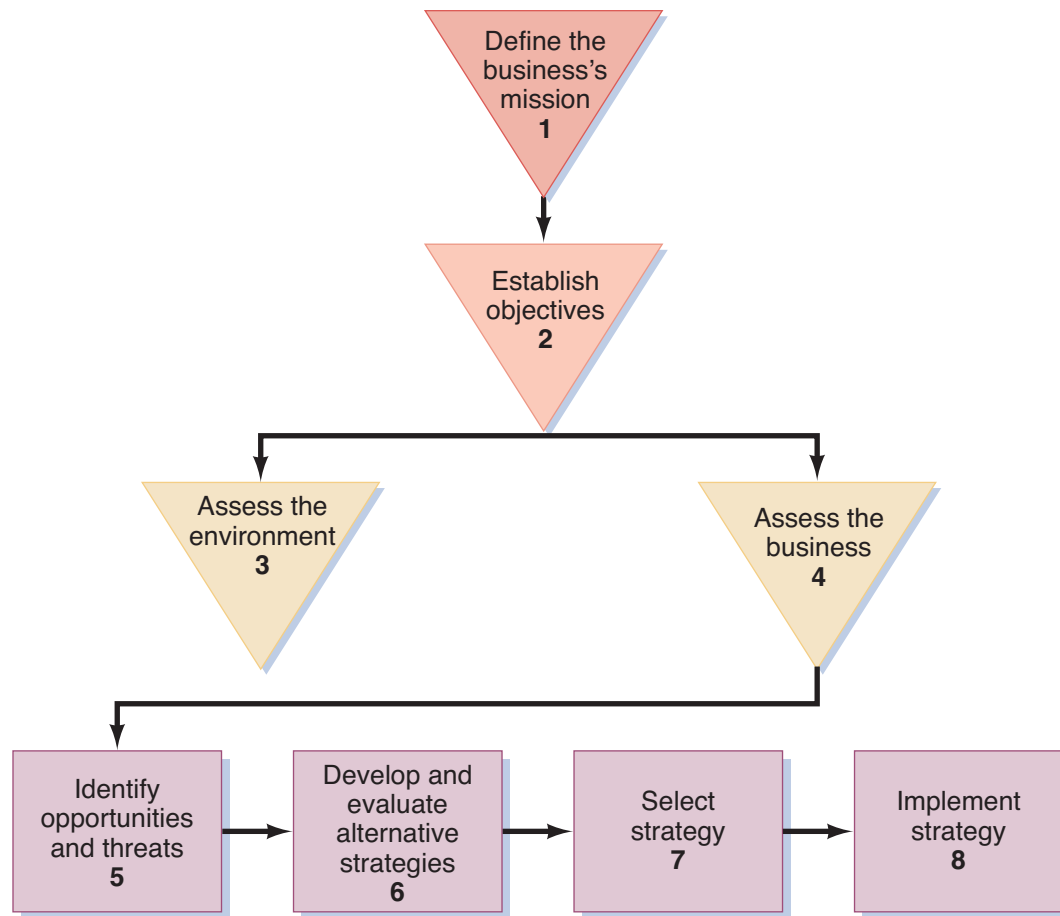 Define the
business’s
mission
1
Establish
objectives
2
Assess the
environment
3
Assess the
business
4
Identify
opportunities
and threats
5
Develop and
evaluate
alternative
strategies
6
Select
strategy
7
Implement
strategy
8